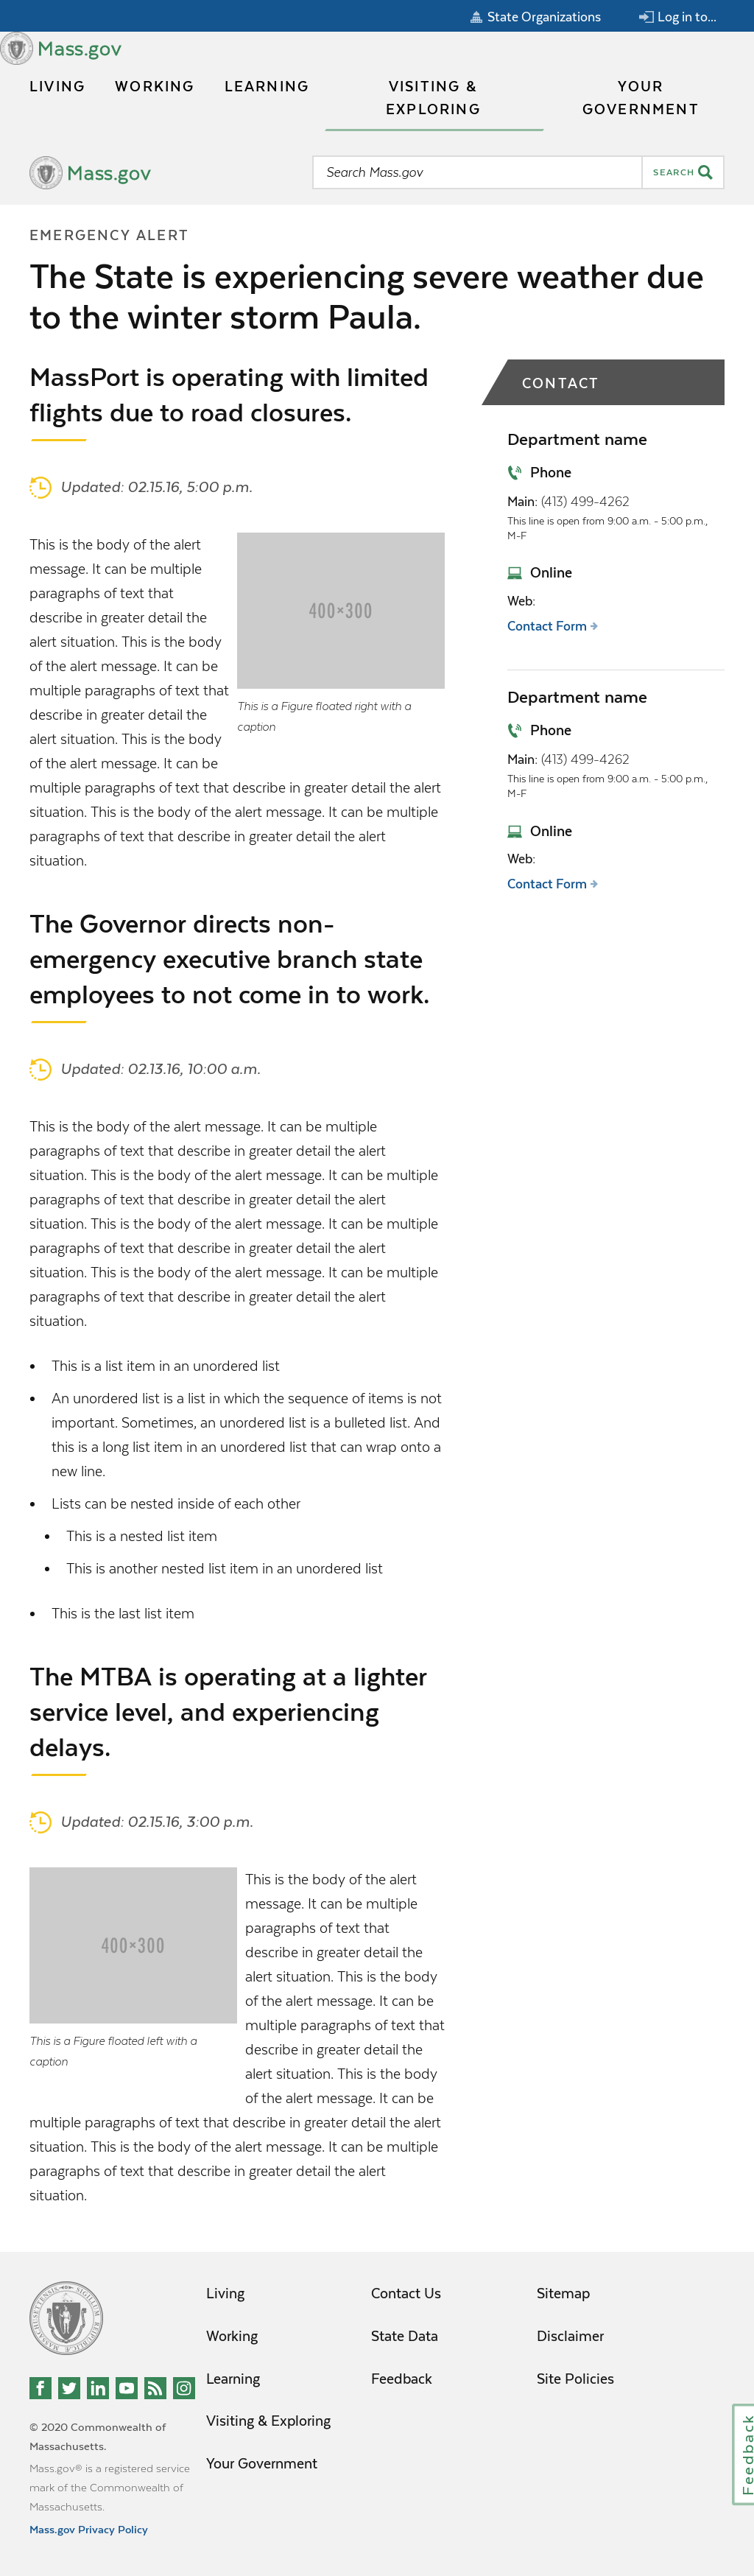 State Organizations
Log in to...
Mass.gov
LIVING
WORKING
LEARNING
VISITING &
EXPLORING
YOUR
GOVERNMENT
Mass.gov
Search Mass.gov
SEARCH
EMERGENCY ALERT
The State is experiencing severe weather due
to the winter storm Paula.
MassPort is operating with limited
flights due to road closures.
Updated: 02.15.16, 5:00 p.m.
This is the body of the alert
message. It can be multiple
paragraphs of text that
describe in greater detail the
alert situation. This is the body
of the alert message. It can be
multiple paragraphs of text that
describe in greater detail the
alert situation. This is the body
of the alert message. It can be
multiple paragraphs of text that describe in greater detail the alert
situation. This is the body of the alert message. It can be multiple
paragraphs of text that describe in greater detail the alert
situation.
400×300
This is a Figure floated right with a
caption
The Governor directs non-
emergency executive branch state
employees to not come in to work.
Updated: 02.13.16, 10:00 a.m.
This is the body of the alert message. It can be multiple
paragraphs of text that describe in greater detail the alert
situation. This is the body of the alert message. It can be multiple
paragraphs of text that describe in greater detail the alert
situation. This is the body of the alert message. It can be multiple
paragraphs of text that describe in greater detail the alert
situation. This is the body of the alert message. It can be multiple
paragraphs of text that describe in greater detail the alert
situation.
• This is a list item in an unordered list
• An unordered list is a list in which the sequence of items is not
important. Sometimes, an unordered list is a bulleted list. And
this is a long list item in an unordered list that can wrap onto a
new line.
• Lists can be nested inside of each other
• This is a nested list item
• This is another nested list item in an unordered list
• This is the last list item
The MTBA is operating at a lighter
service level, and experiencing
delays.
Updated: 02.15.16, 3:00 p.m.
400×300
This is a Figure floated left with a
caption
This is the body of the alert
message. It can be multiple
paragraphs of text that
describe in greater detail the
alert situation. This is the body
of the alert message. It can be
multiple paragraphs of text that
describe in greater detail the
alert situation. This is the body
of the alert message. It can be
multiple paragraphs of text that describe in greater detail the alert
situation. This is the body of the alert message. It can be multiple
paragraphs of text that describe in greater detail the alert
situation.
CONTACT
Department name
Phone
Main: (413) 499-4262
This line is open from 9:00 a.m. - 5:00 p.m.,
M-F
Online
Web:
Contact Form
Department name
Phone
Main: (413) 499-4262
This line is open from 9:00 a.m. - 5:00 p.m.,
M-F
Online
Web:
Contact Form
© 2020 Commonwealth of
Massachusetts.
Mass.gov® is a registered service
mark of the Commonwealth of
Massachusetts.
Mass.gov Privacy Policy
Living
Working
Learning
Visiting & Exploring
Your Government
Contact Us
State Data
Feedback
Sitemap
Disclaimer
Site Policies
Feedback